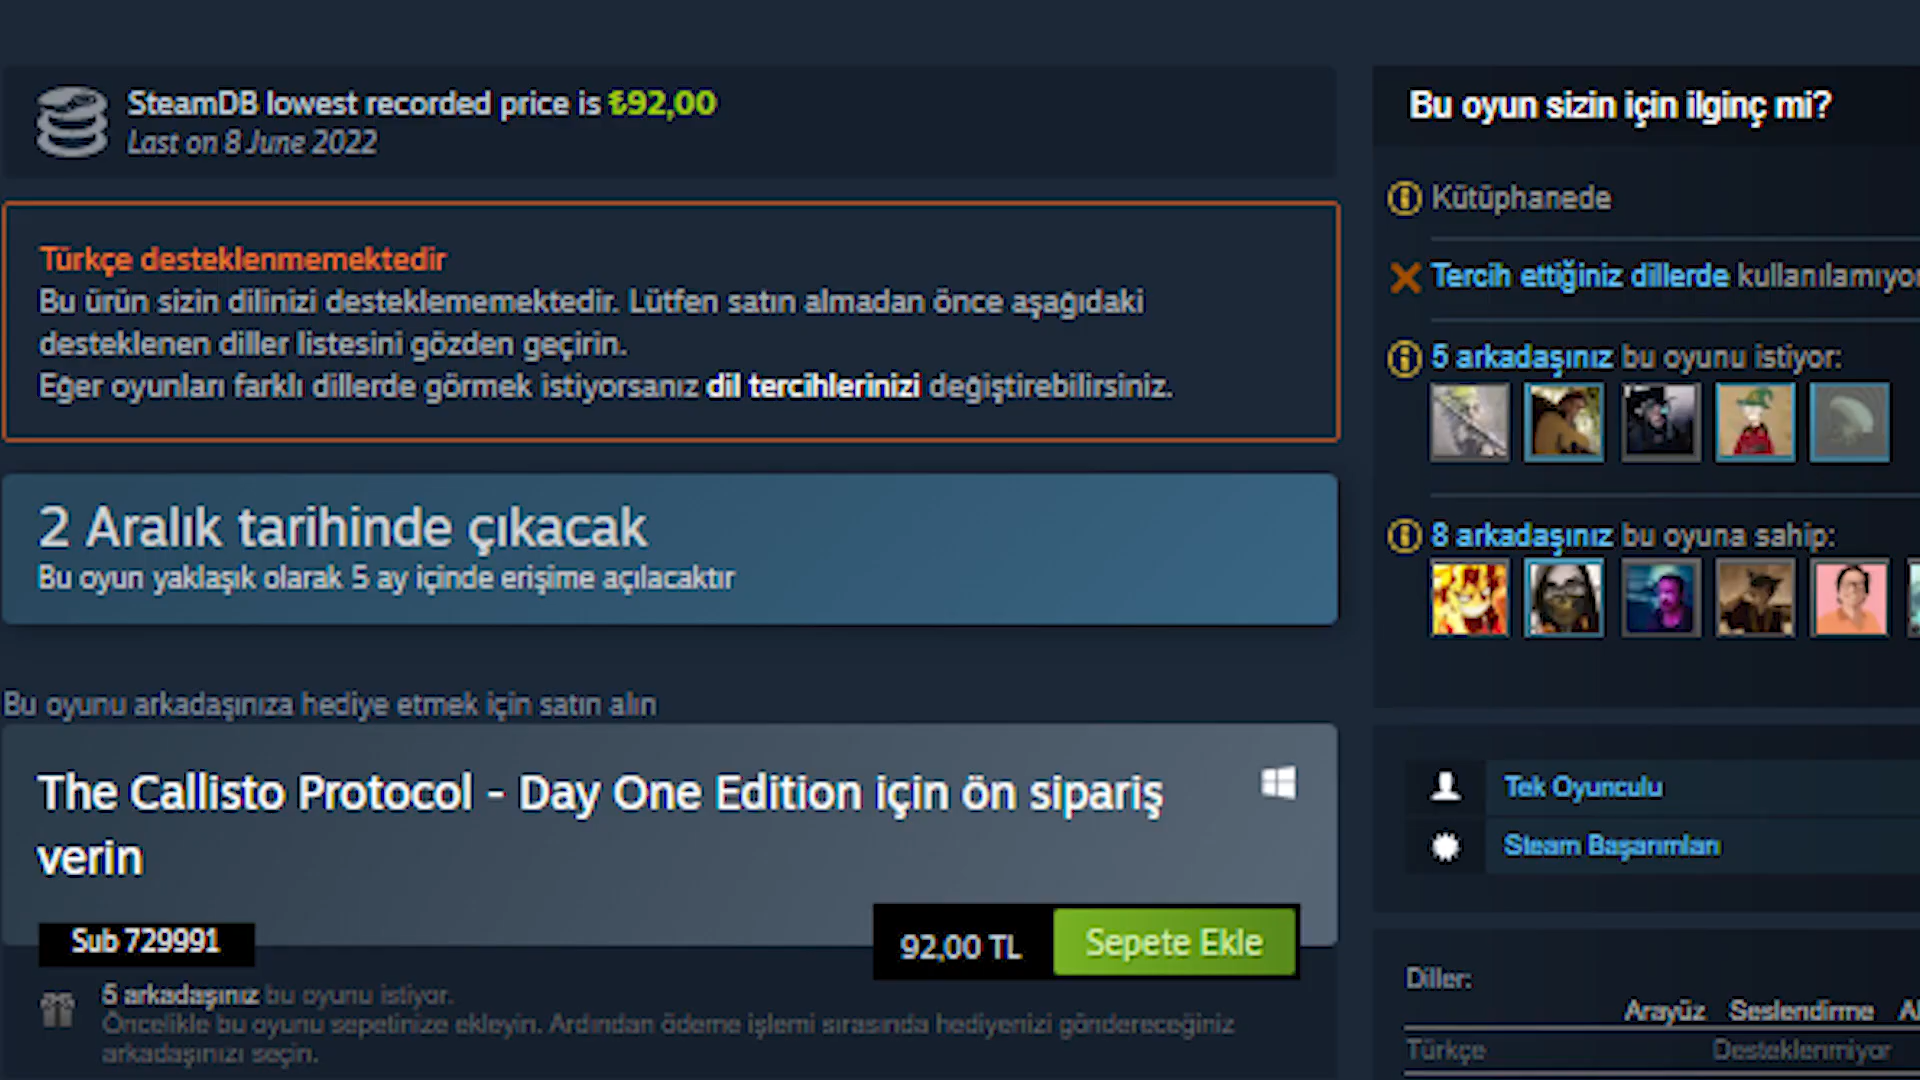 SteamDB lowest recorded price is ₺92,00
Last on 8 June 2022
Türkçe desteklenmemektedir
Bu ürün sizin dilinizi desteklememektedir. Lütfen satın almadan önce aşağıdaki
desteklenen diller listesini gözden geçirin.
Eğer oyunları farklı dillerde görmek istiyorsanız dil tercihlerinizi değiştirebilirsiniz.
2 Aralık tarihinde çıkacak
Bu oyun yaklaşık olarak 5 ay içinde erişime açılacaktır
Bu oyunu arkadaşınıza hediye etmek için satın alın
The Callisto Protocol - Day One Edition için ön sipariş
verin
Sub 729991
92,00 TL
Sepete Ekle
5 arkadaşınız bu oyunu istiyor.
Öncelikle bu oyunu sepetinize ekleyin. Ardından ödeme işlemi sırasında hediyenizi göndereceğiniz
arkadaşınızı seçin.
Bu oyun sizin için ilginç mi?
Kütüphanede
Tercih ettiğiniz dillerde kullanılamıyor
5 arkadaşınız bu oyunu istiyor:
8 arkadaşınız bu oyuna sahip:
Tek Oyunculu
Steam Başarımları
Diller:
Arayüz Seslendirme
Türkçe Desteklenmiyor